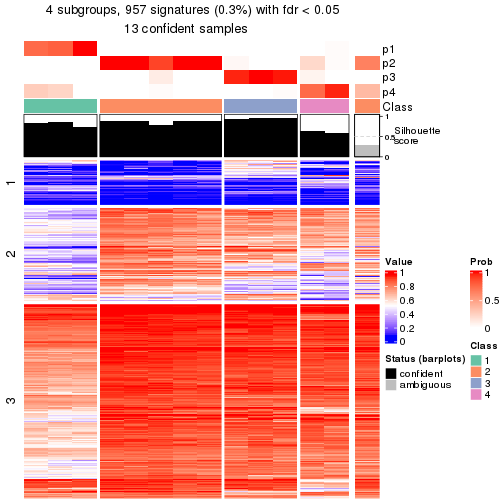 4 subgroups, 957 signatures (0.3%) with fdr < 0.05
13 confident samples
p1
p2
p3
p4
Class
1
0.5
0
Silhouette
score
1
2
3
Value
1
0.8
0.6
0.4
0.2
0
Prob
1
0.5
0
Status (barplots)
confident
ambiguous
Class
1
2
3
4